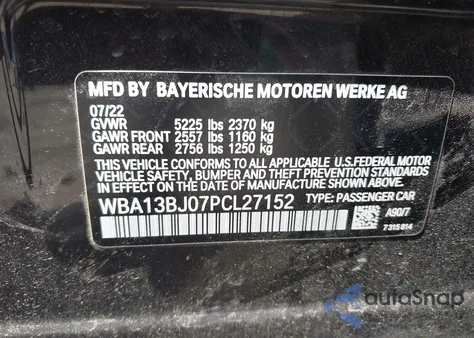 MFD BY BAYERISCHE MOTOREN WERKE AG
07/22
GVWR 5225 lbs 2370 kg
GAWR FRONT 2557 lbs 1160 kg
GAWR REAR 2756 lbs 1250 kg
THIS VEHICLE CONFORMS TO ALL APPLICABLE U.S.FEDERAL MOTOR
VEHICLE SAFETY, BUMPER AND THEFT PREVENTION STANDARDS
IN EFFECT ON THE DATE OF MANUFACTURE SHOWN ABOVE.
WBA13BJ07PCL27152 TYPE: PASSENGER CAR
A90/7
7315814
autoSnap